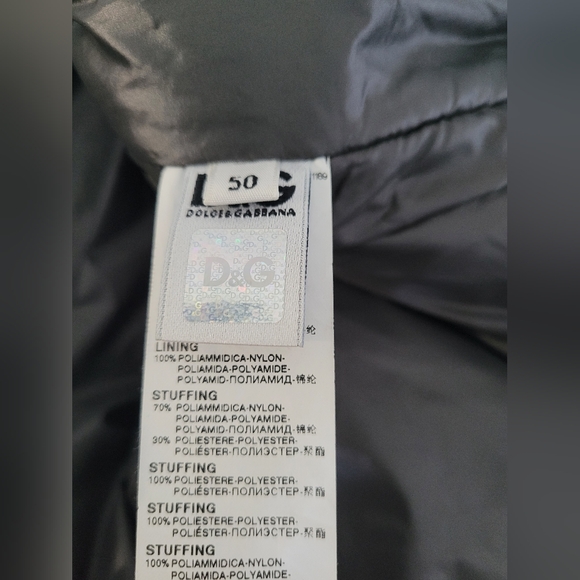 50
DOLCE&GABBANA
D&G
纶
LINING
100% POLIAMMIDICA-NYLON-
POLIAMIDA-POLYAMIDE-
POLYAMID-ПОЛИАМИД-锦纶
STUFFING
70% POLIAMMIDICA-NYLON-
POLIAMIDA-POLYAMIDE-
POLYAMID-ПОЛИАМИД-锦纶
30% POLIESTERE-POLYESTER-
POLIÉSTER-ПОЛИЭСТЕР-聚酯
STUFFING
100% POLIESTERE-POLYESTER-
POLIÉSTER-ПОЛИЭСТЕР-聚酯
STUFFING
100% POLIESTERE-POLYESTER-
POLIÉSTER-ПОЛИЭСТЕР-聚酯
STUFFING
100% POLIAMMIDICA-NYLON-
POLIAMIDA-POLYAMIDE-